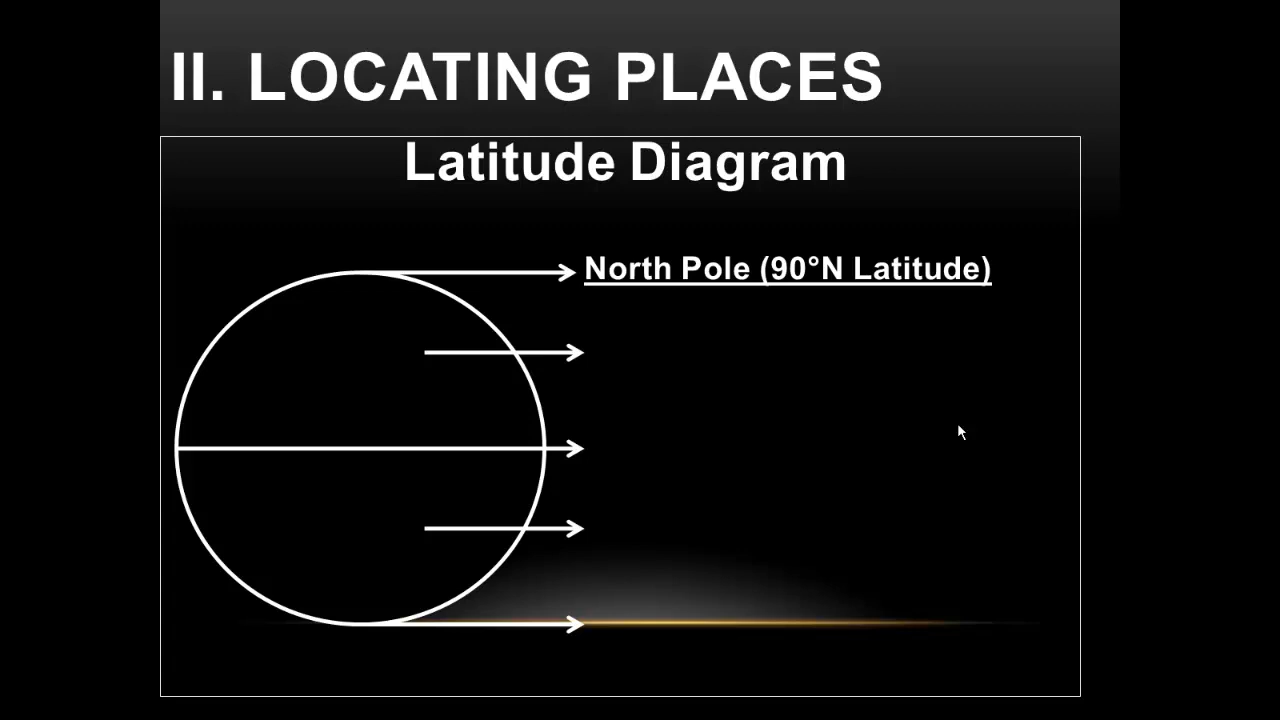 II. LOCATING PLACES
Latitude Diagram
North Pole (90°N Latitude)